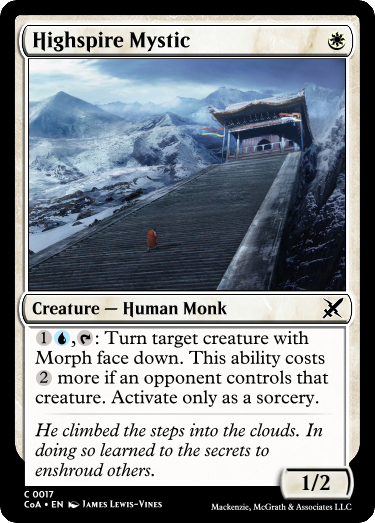 Highspire Mystic
Creature — Human Monk
1 , : Turn target creature with
Morph face down. This ability costs
2 more if an opponent controls that
creature. Activate only as a sorcery.
He climbed the steps into the clouds. In
doing so learned to the secrets to
enshroud others.
1/2
C 0017
CoA • EN James Lewis-Vines
Mackenzie, McGrath & Associates LLC